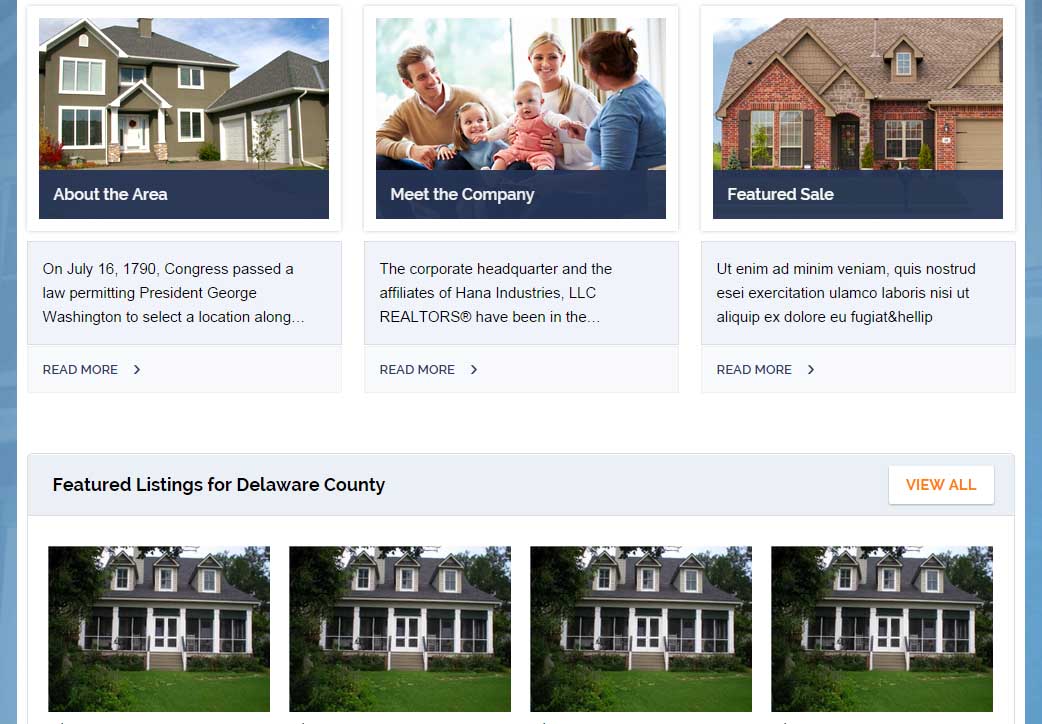 About the Area
Meet the Company
Featured Sale
On July 16, 1790, Congress passed a
law permitting President George
Washington to select a location along…
The corporate headquarter and the
affiliates of Hana Industries, LLC
REALTORS® have been in the…
Ut enim ad minim veniam, quis nostrud
esei exercitation ulamco laboris nisi ut
aliquip ex dolore eu fugiat&hellip
READ MORE
READ MORE
READ MORE
Featured Listings for Delaware County
VIEW ALL